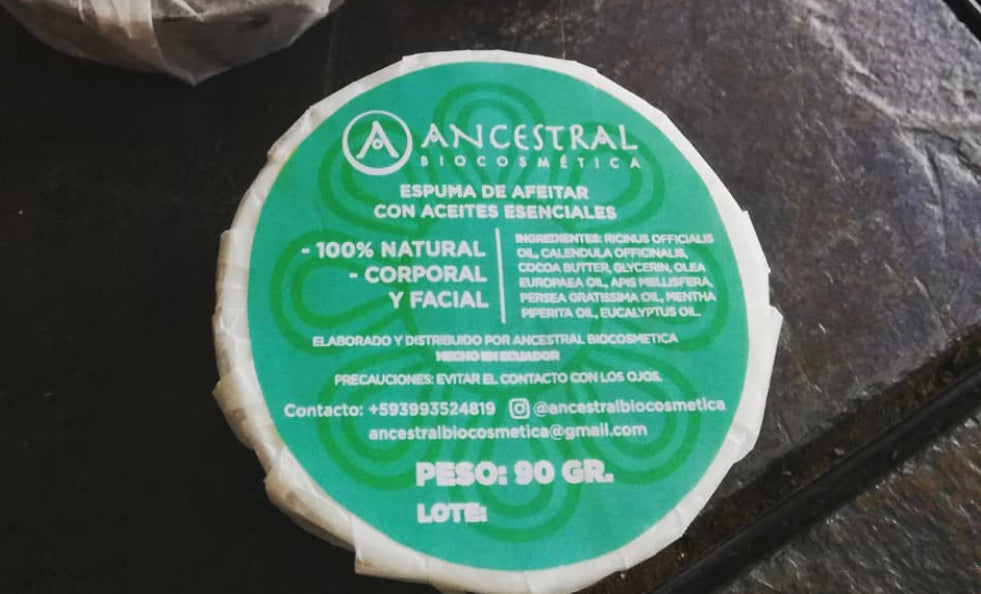 ANCESTRAL
BIOCOSMÉTICA
ESPUMA DE AFEITAR
CON ACEITES ESENCIALES
- 100% NATURAL
- CORPORAL
Y FACIAL
INGREDIENTES: RICINUS OFFICIALIS
OIL, CALENDULA OFFICINALIS,
COCOA BUTTER, GLYCERIN, OLEA
EUROPAEA OIL, APIS MELLISFERA,
PERSEA GRATISSIMA OIL, MENTHA
PIPERITA OIL, EUCALYPTUS OIL.
ELABORADO Y DISTRIBUIDO POR ANCESTRAL BIOCOSMETICA
HECHO EN ECUADOR
PRECAUCIONES: EVITAR EL CONTACTO CON LOS OJOS.
Contacto: +593993524819 @ancestralbiocosmetica
ancestralbiocosmetica@gmail.com
PESO: 90 GR.
LOTE: